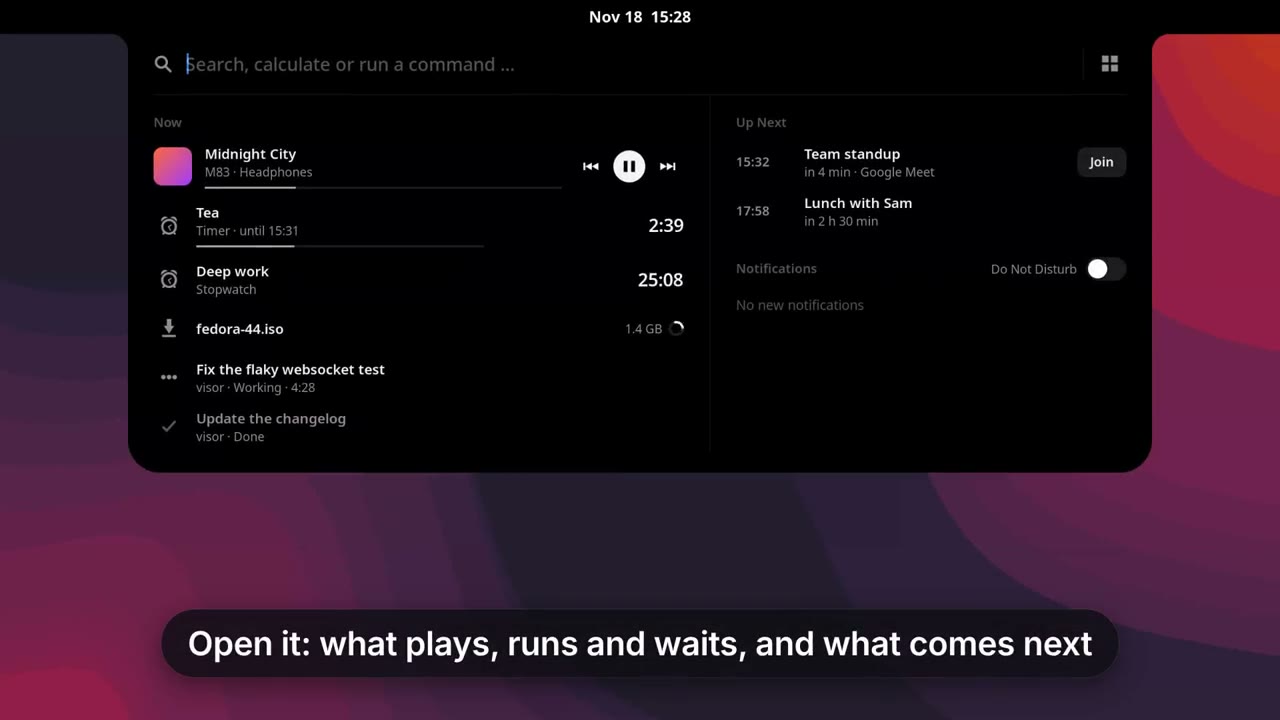 Nov 18 15:28
Search, calculate or run a command ...
Now
Midnight City
M83 · Headphones
Tea
Timer · until 15:31
2:39
Deep work
Stopwatch
25:08
fedora-44.iso
1.4 GB
Fix the flaky websocket test
visor · Working · 4:28
Update the changelog
visor · Done
Up Next
15:32
Team standup
in 4 min · Google Meet
Join
17:58
Lunch with Sam
in 2 h 30 min
Notifications
Do Not Disturb
No new notifications
Open it: what plays, runs and waits, and what comes next